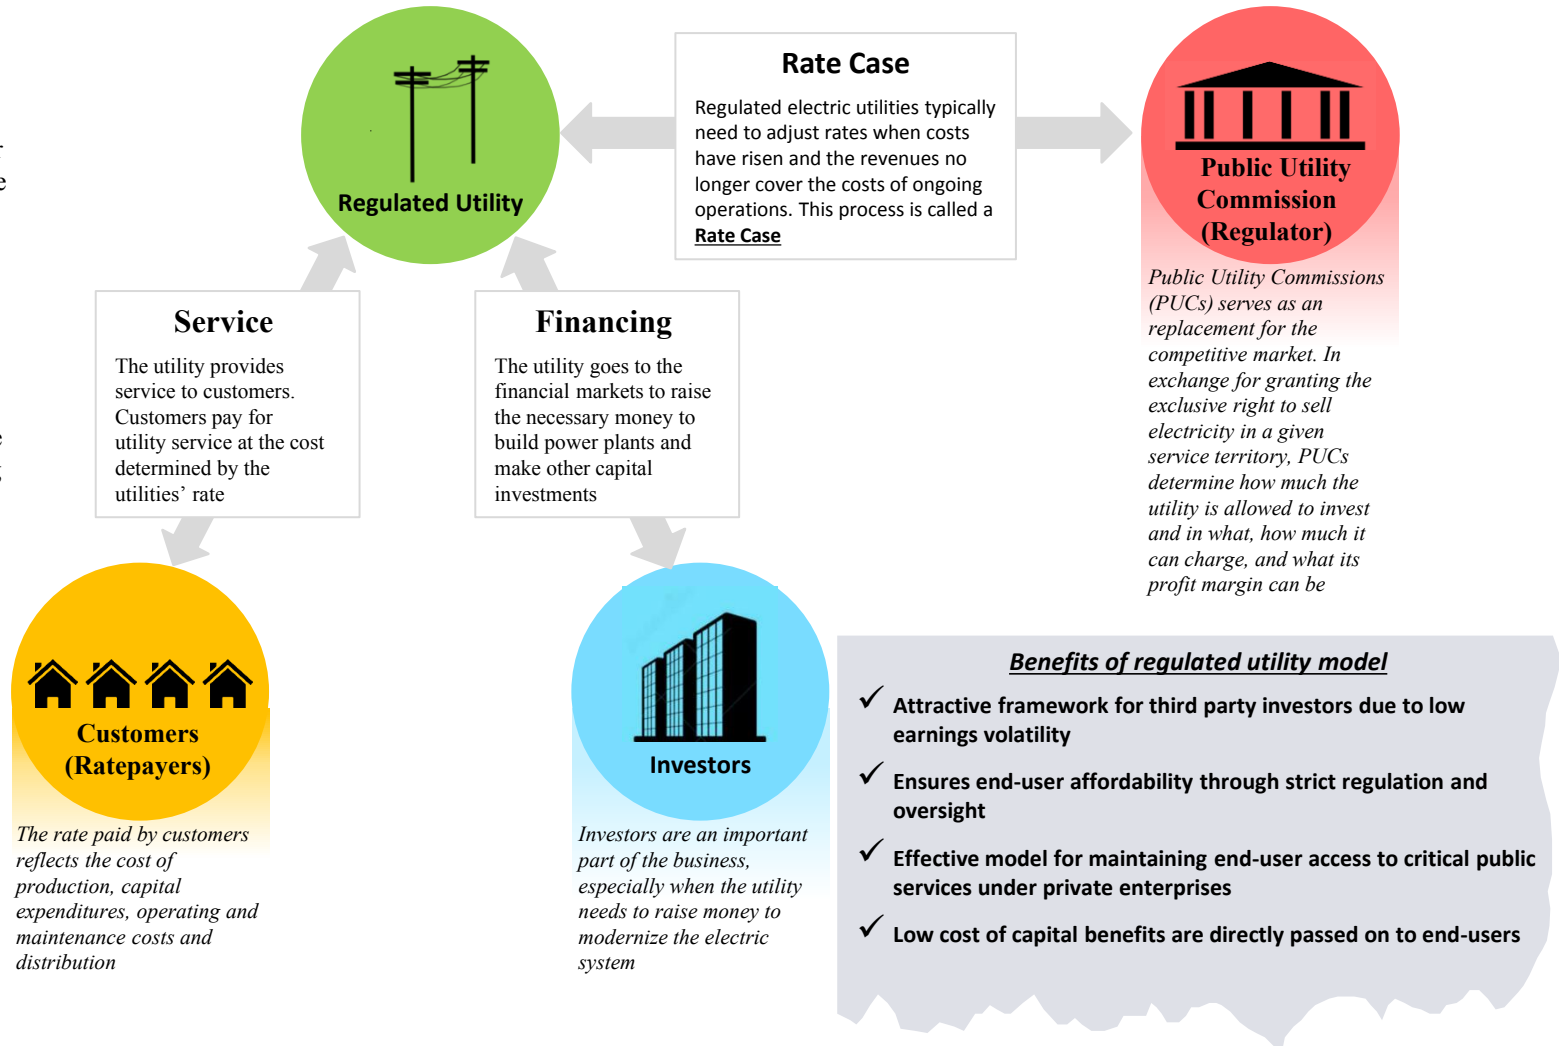 Regulated Utility
Rate Case
Regulated electric utilities typically
need to adjust rates when costs
have risen and the revenues no
longer cover the costs of ongoing
operations. This process is called a
Rate Case
Public Utility
Commission
(Regulator)
Public Utility Commissions
(PUCs) serves as an
replacement for the
competitive market. In
exchange for granting the
exclusive right to sell
electricity in a given
service territory, PUCs
determine how much the
utility is allowed to invest
and in what, how much it
can charge, and what its
profit margin can be
Service
The utility provides
service to customers.
Customers pay for
utility service at the cost
determined by the
utilities’ rate
Financing
The utility goes to the
financial markets to raise
the necessary money to
build power plants and
make other capital
investments
Customers
(Ratepayers)
The rate paid by customers
reflects the cost of
production, capital
expenditures, operating and
maintenance costs and
distribution
Investors
Investors are an important
part of the business,
especially when the utility
needs to raise money to
modernize the electric
system
Benefits of regulated utility model
✓ Attractive framework for third party investors due to low
earnings volatility
✓ Ensures end-user affordability through strict regulation and
oversight
✓ Effective model for maintaining end-user access to critical public
services under private enterprises
✓ Low cost of capital benefits are directly passed on to end-users